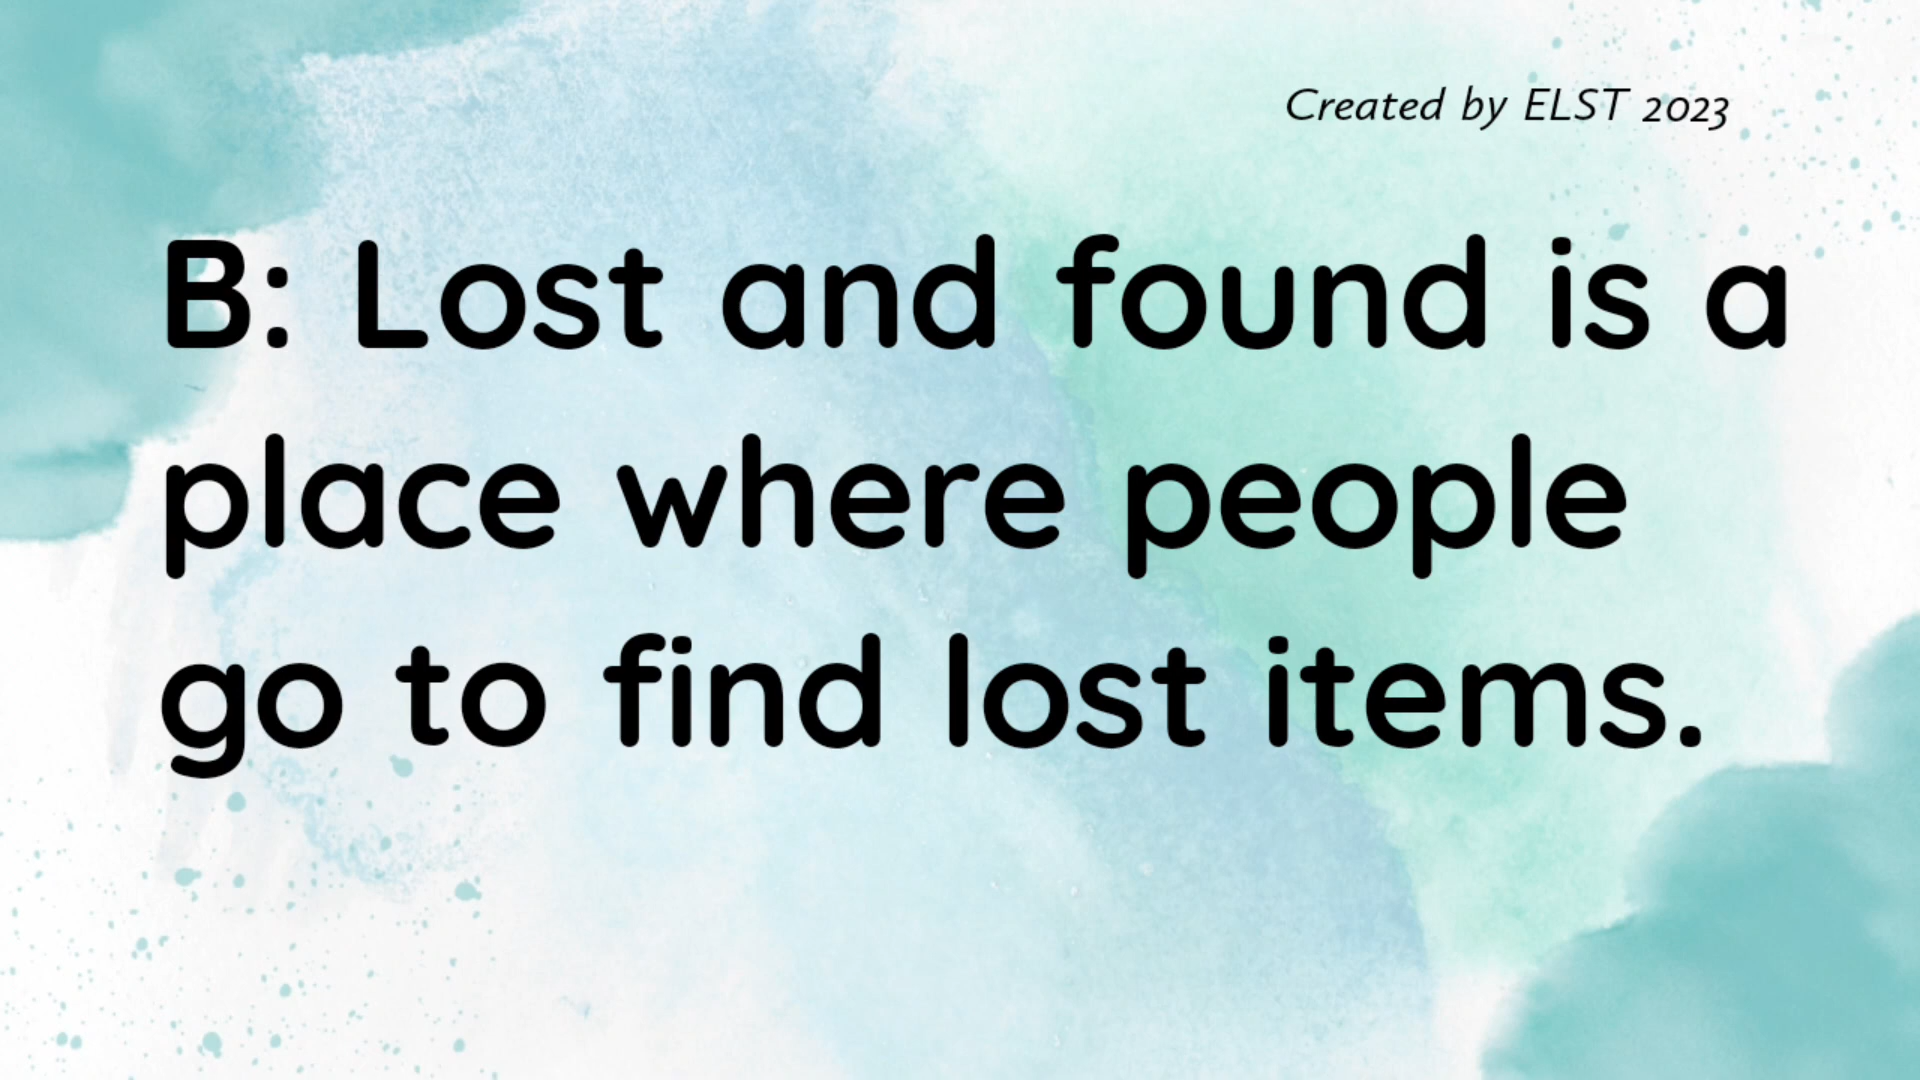 Created by ELST 2023
B: Lost and found is a
place where people
go to find lost items.